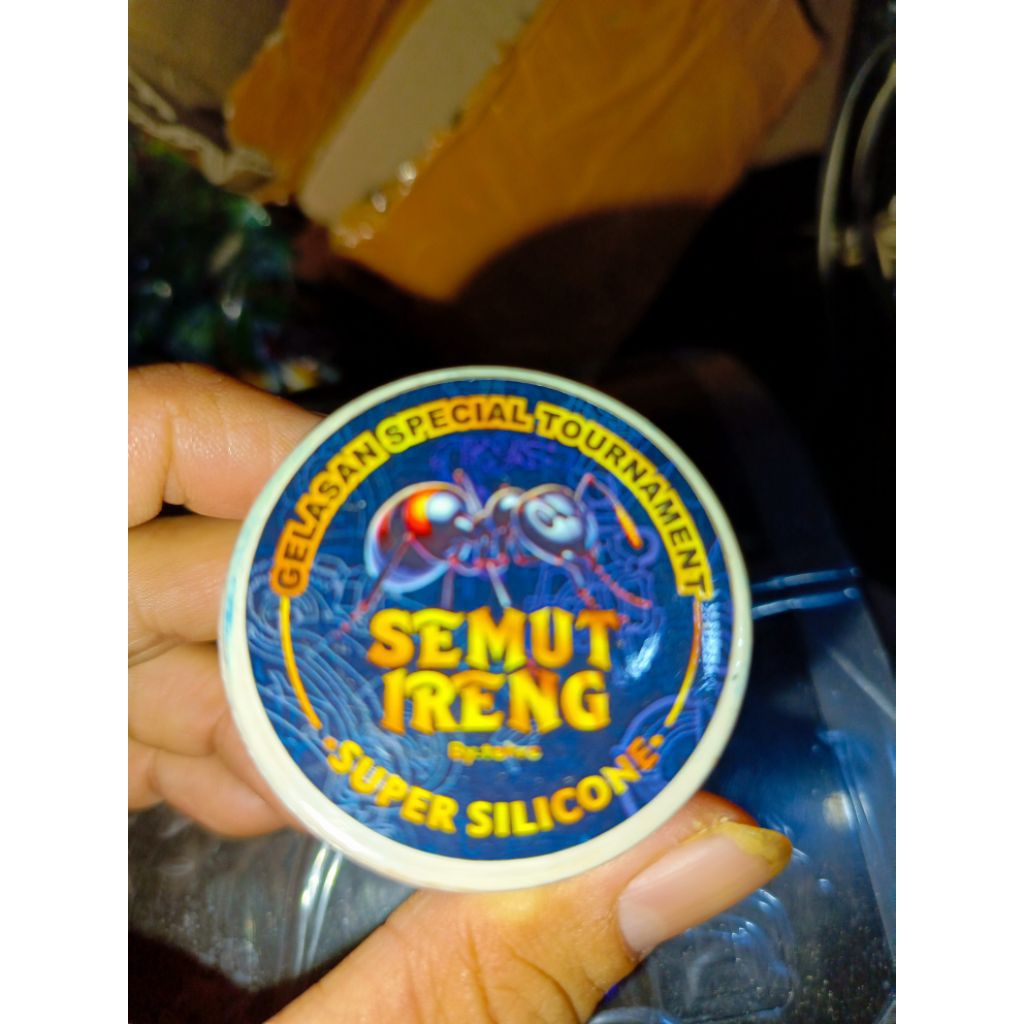 GELASAN SPECIAL TOURNAMENT
SEMUT
IRENG
SUPER SILICONE